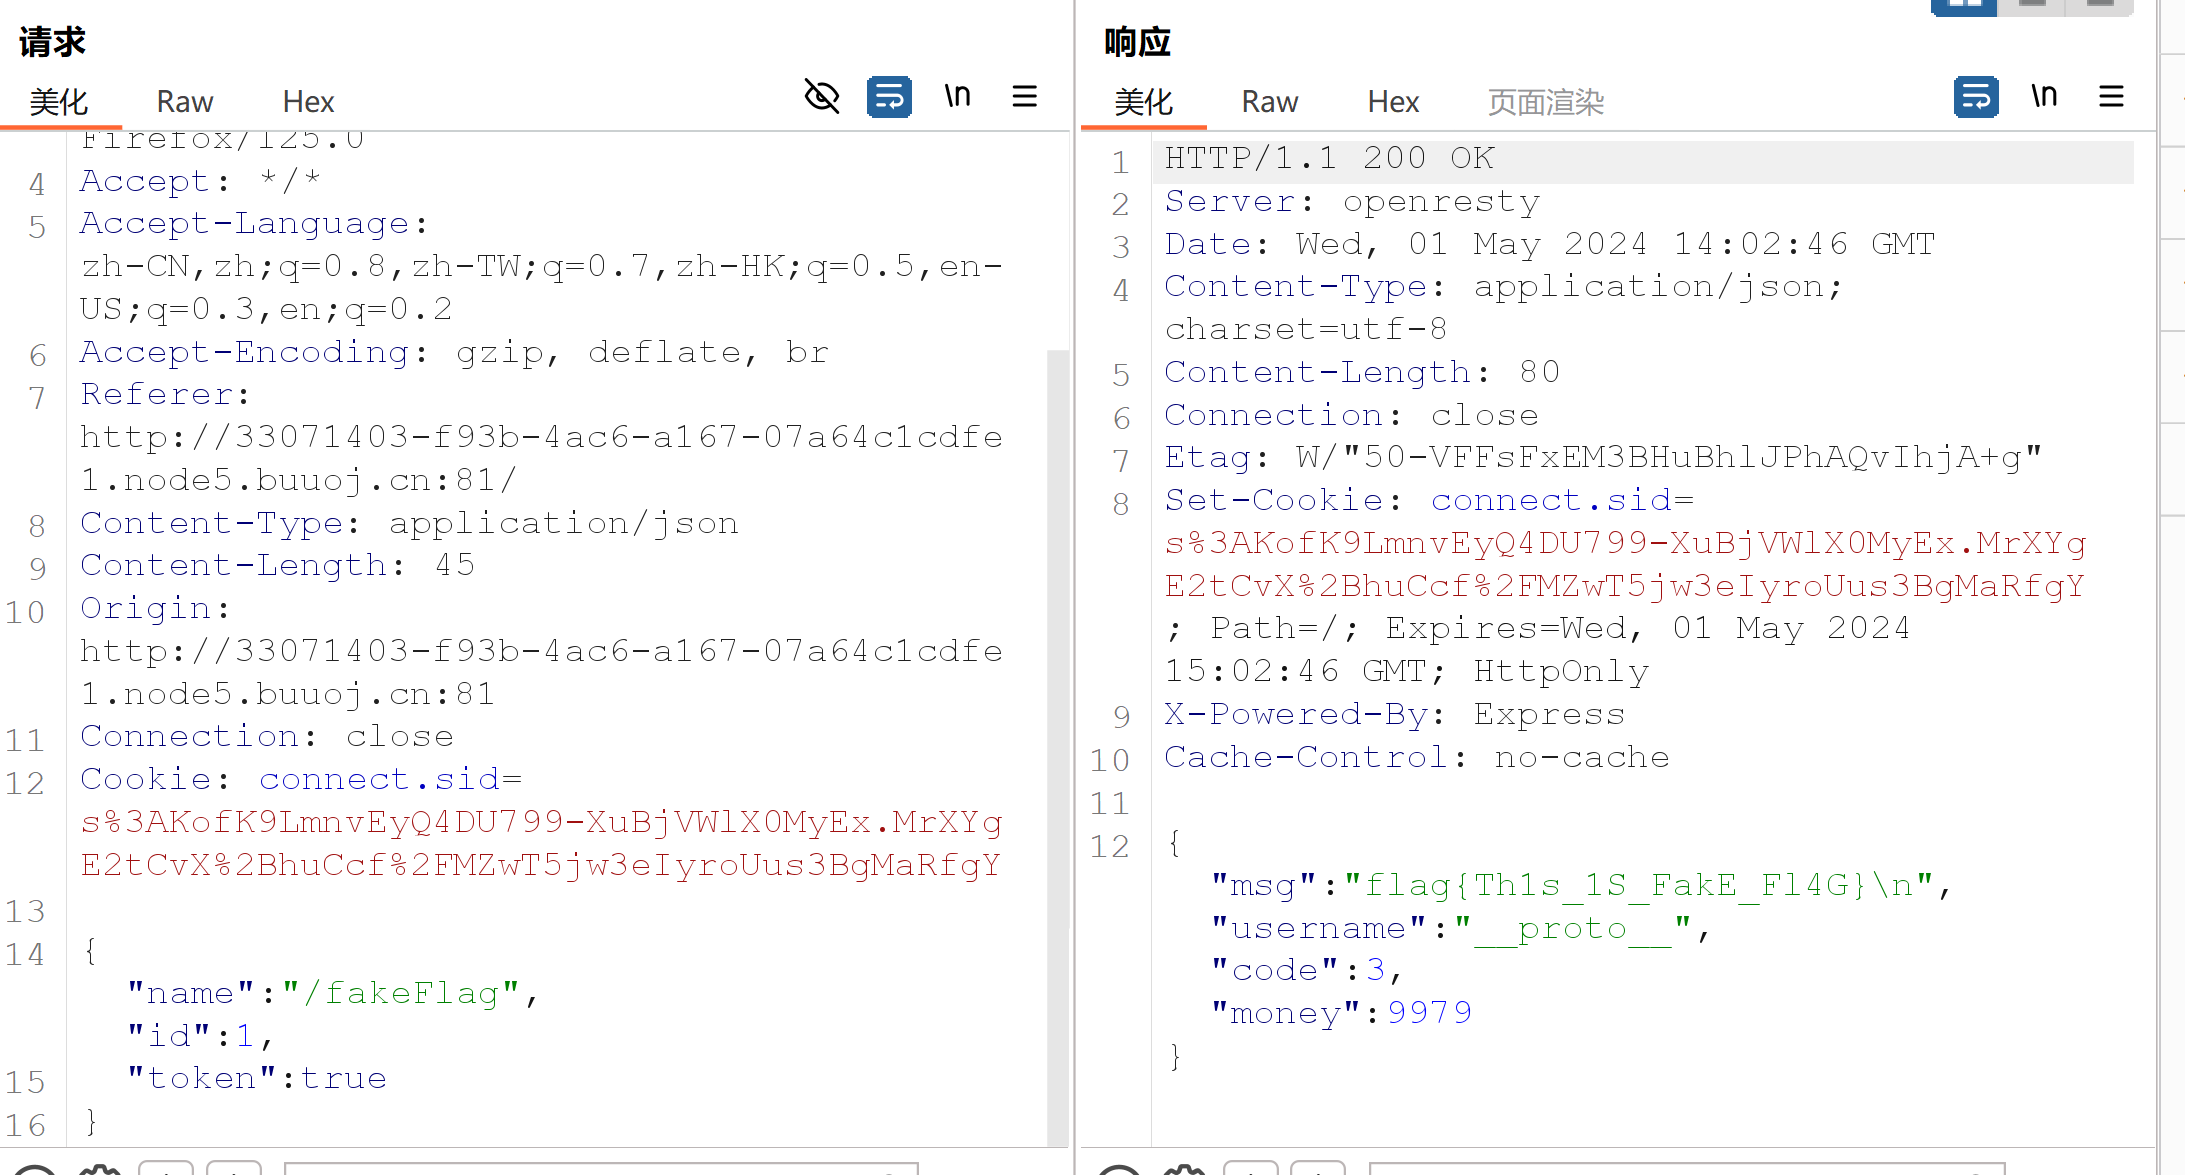 请求
美化 Raw Hex \n
Firefox/125.0
4 Accept: */*
5 Accept-Language:
zh-CN,zh;q=0.8,zh-TW;q=0.7,zh-HK;q=0.5,en-
US;q=0.3,en;q=0.2
6 Accept-Encoding: gzip, deflate, br
7 Referer:
http://33071403-f93b-4ac6-a167-07a64c1cdfe
1.node5.buuoj.cn:81/
8 Content-Type: application/json
9 Content-Length: 45
10 Origin:
http://33071403-f93b-4ac6-a167-07a64c1cdfe
1.node5.buuoj.cn:81
11 Connection: close
12 Cookie: connect.sid=
s%3AKofK9LmnvEyQ4DU799-XuBjVWlX0MyEx.MrXYg
E2tCvX%2BhuCcf%2FMZwT5jw3eIyroUus3BgMaRfgY
13
14 {
"name":"/fakeFlag",
"id":1,
15 "token":true
16 }
响应
美化 Raw Hex 页面渲染 \n
1 HTTP/1.1 200 OK
2 Server: openresty
3 Date: Wed, 01 May 2024 14:02:46 GMT
4 Content-Type: application/json;
charset=utf-8
5 Content-Length: 80
6 Connection: close
7 Etag: W/"50-VFFsFxEM3BHuBhlJPhAQvIhjA+g"
8 Set-Cookie: connect.sid=
s%3AKofK9LmnvEyQ4DU799-XuBjVWlX0MyEx.MrXYg
E2tCvX%2BhuCcf%2FMZwT5jw3eIyroUus3BgMaRfgY
; Path=/; Expires=Wed, 01 May 2024
15:02:46 GMT; HttpOnly
9 X-Powered-By: Express
10 Cache-Control: no-cache
11
12 {
"msg":"flag{Th1s_1S_FakE_Fl4G}\n",
"username":"__proto__",
"code":3,
"money":9979
}